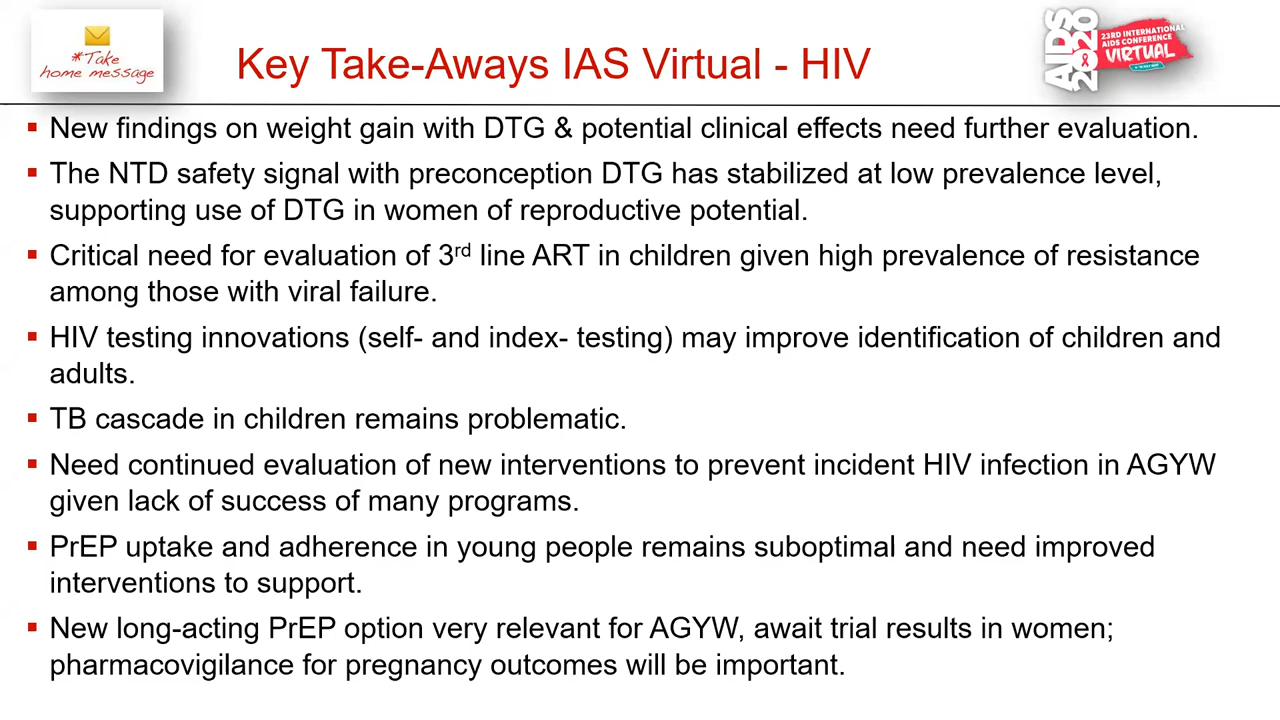 *Take
home message
Key Take-Aways IAS Virtual - HIV
AIDS
2020
23RD INTERNATIONAL
AIDS CONFERENCE
VIRTUAL
▪ New findings on weight gain with DTG & potential clinical effects need further evaluation.
▪ The NTD safety signal with preconception DTG has stabilized at low prevalence level,
supporting use of DTG in women of reproductive potential.
▪ Critical need for evaluation of 3rd line ART in children given high prevalence of resistance
among those with viral failure.
▪ HIV testing innovations (self- and index- testing) may improve identification of children and
adults.
▪ TB cascade in children remains problematic.
▪ Need continued evaluation of new interventions to prevent incident HIV infection in AGYW
given lack of success of many programs.
▪ PrEP uptake and adherence in young people remains suboptimal and need improved
interventions to support.
▪ New long-acting PrEP option very relevant for AGYW, await trial results in women;
pharmacovigilance for pregnancy outcomes will be important.